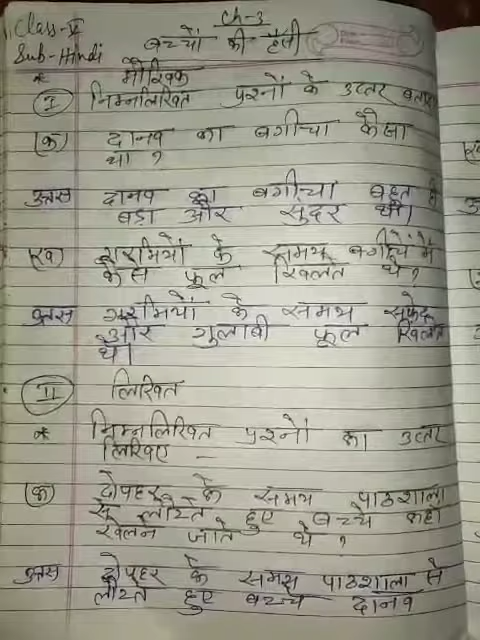 Ch-3
Class-V
बच्चों की हँसी
Sub-Hindi
* मौखिक
I निम्नलिखित प्रश्नों के उत्तर बताए
(क) दानव का बगीचा कैसा
था ?
उत्तर दानव का बगीचा बहुत ही
बड़ा और सुंदर था।
(ख) गरमियों के समय बगीचे में
कैसे फूल खिलते थे ?
उत्तर गरमियों के समय सफेद
और गुलाबी फूल खिलते
थे।
II लिखित
* निम्नलिखित प्रश्नों का उत्तर
लिखिए -
(क) दोपहर के समय पाठशाला
से लौटते हुए बच्चे कहाँ
खेलने जाते थे ?
उत्तर दोपहर के समय पाठशाला से
लौटते हुए बच्चे दानव